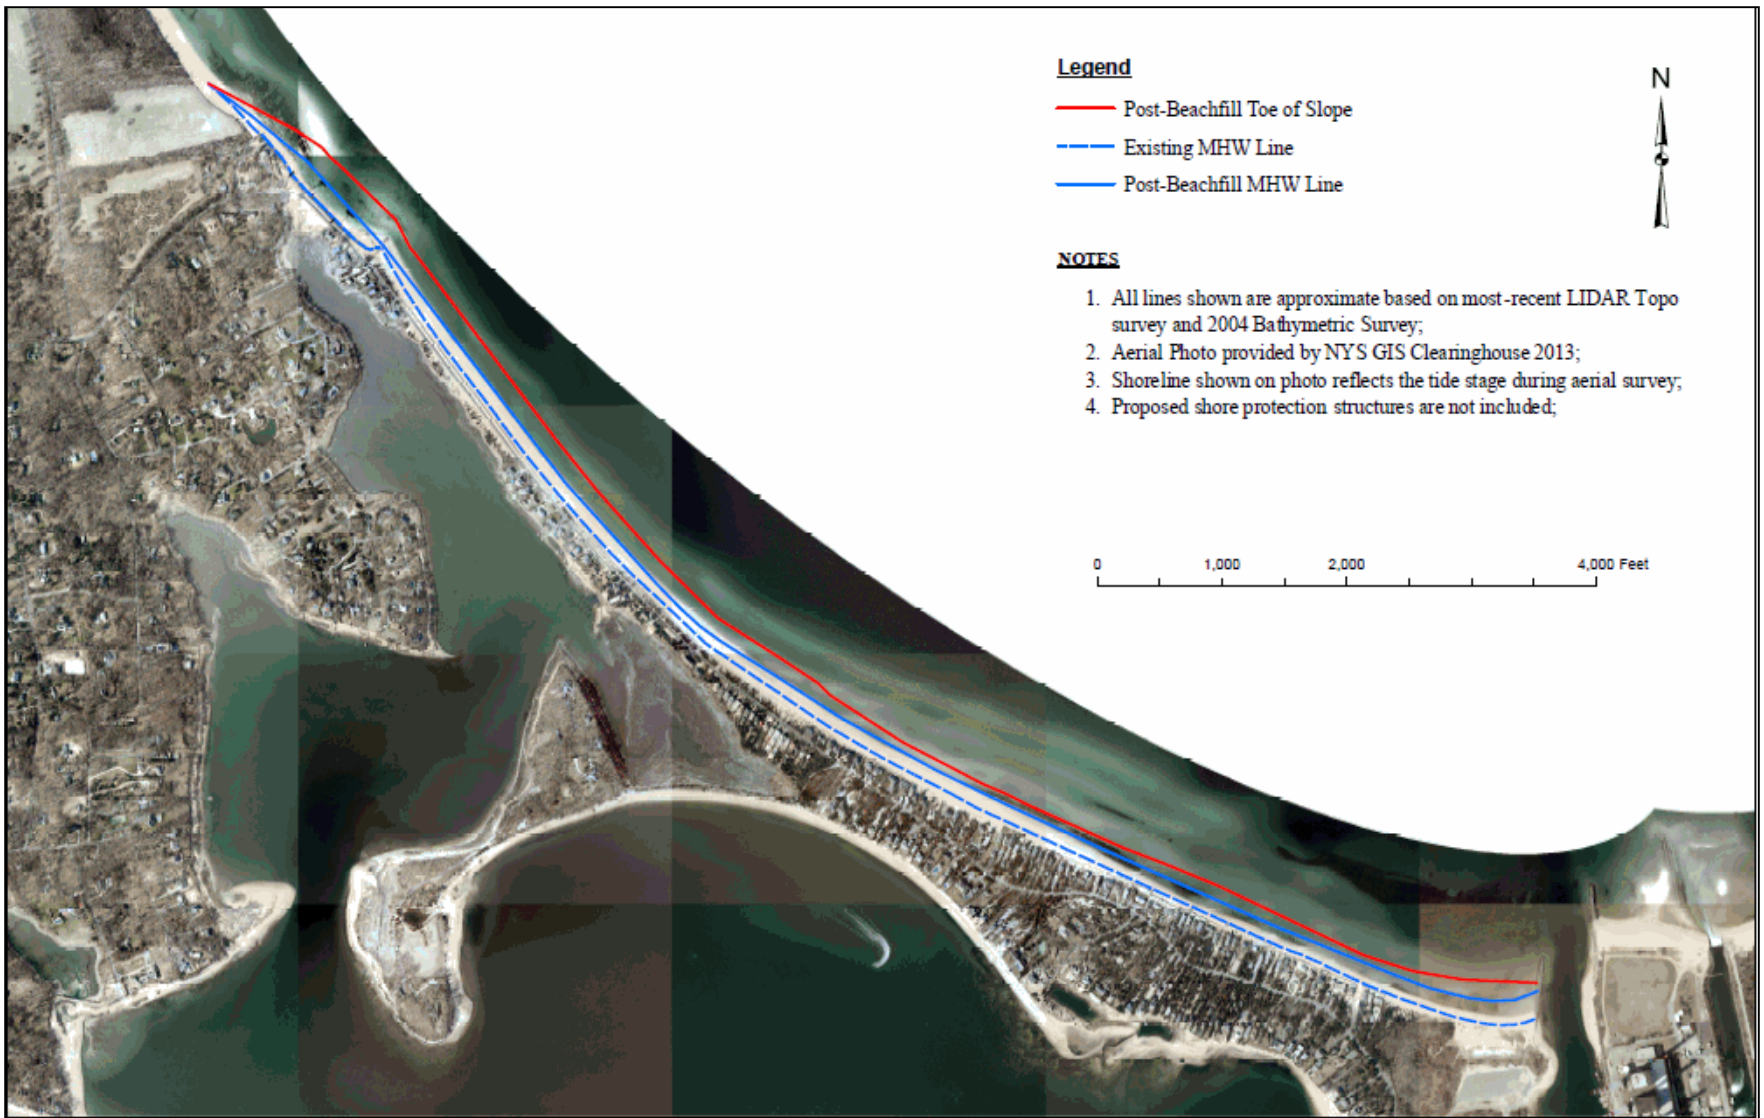 Legend
N
Post-Beachfill Toe of Slope
Existing MHW Line
Post-Beachfill MHW Line
NOTES
1. All lines shown are approximate based on most-recent LIDAR Topo
survey and 2004 Bathymetric Survey;
2. Aerial Photo provided by NYS GIS Clearinghouse 2013;
3. Shoreline shown on photo reflects the tide stage during aerial survey;
4. Proposed shore protection structures are not included;
0 1,000 2,000 4,000 Feet